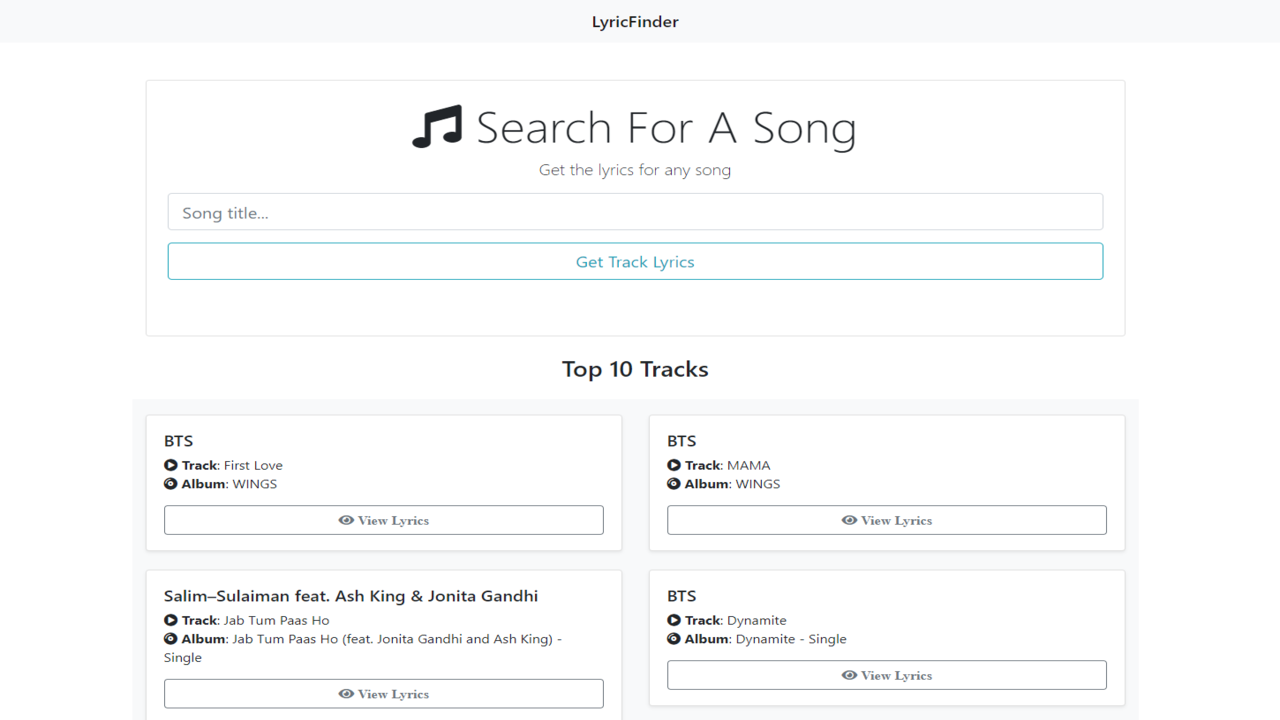 LyricFinder
Search For A Song
Get the lyrics for any song
Song title...
Get Track Lyrics
Top 10 Tracks
BTS
Track: First Love
Album: WINGS
View Lyrics
BTS
Track: MAMA
Album: WINGS
View Lyrics
Salim–Sulaiman feat. Ash King & Jonita Gandhi
Track: Jab Tum Paas Ho
Album: Jab Tum Paas Ho (feat. Jonita Gandhi and Ash King) -
Single
View Lyrics
BTS
Track: Dynamite
Album: Dynamite - Single
View Lyrics